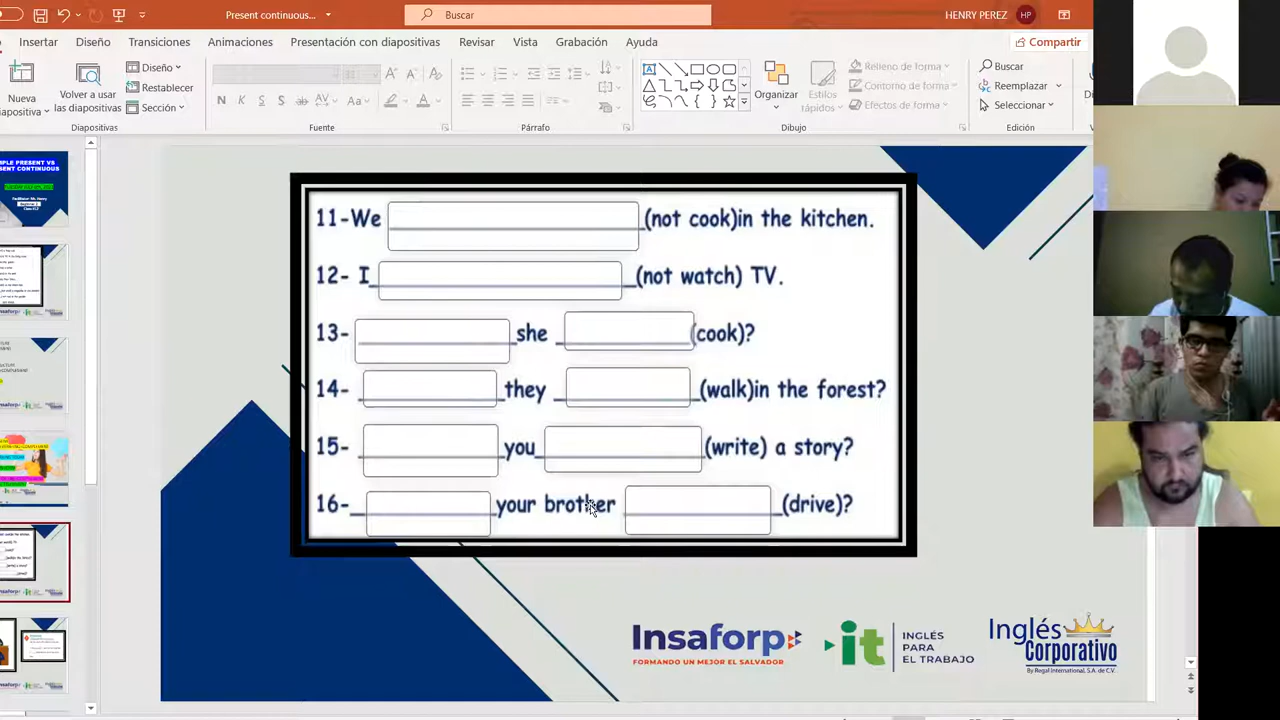 Present continuous...
Buscar
HENRY PEREZ
HP
Insertar
Diseño
Transiciones
Animaciones
Presentación con diapositivas
Revisar
Vista
Grabación
Ayuda
Compartir
Nueva
diapositiva
Volver a usar
las diapositivas
Diseño
Restablecer
Sección
Diapositivas
N K S ab AV Aa A
Fuente
Párrafo
Organizar
Estilos
rápidos
Relleno de forma
Contorno de forma
Efectos de forma
Dibujo
Buscar
Reemplazar
Seleccionar
Edición
11-We (not cook)in the kitchen.
12- I (not watch) TV.
13- she (cook)?
14- they (walk)in the forest?
15- you (write) a story?
16- your brother (drive)?
Insaforp
FORMANDO UN MEJOR EL SALVADOR
it
INGLÉS
PARA
EL TRABAJO
Inglés
Corporativo
By Regal International, S.A. de C.V.